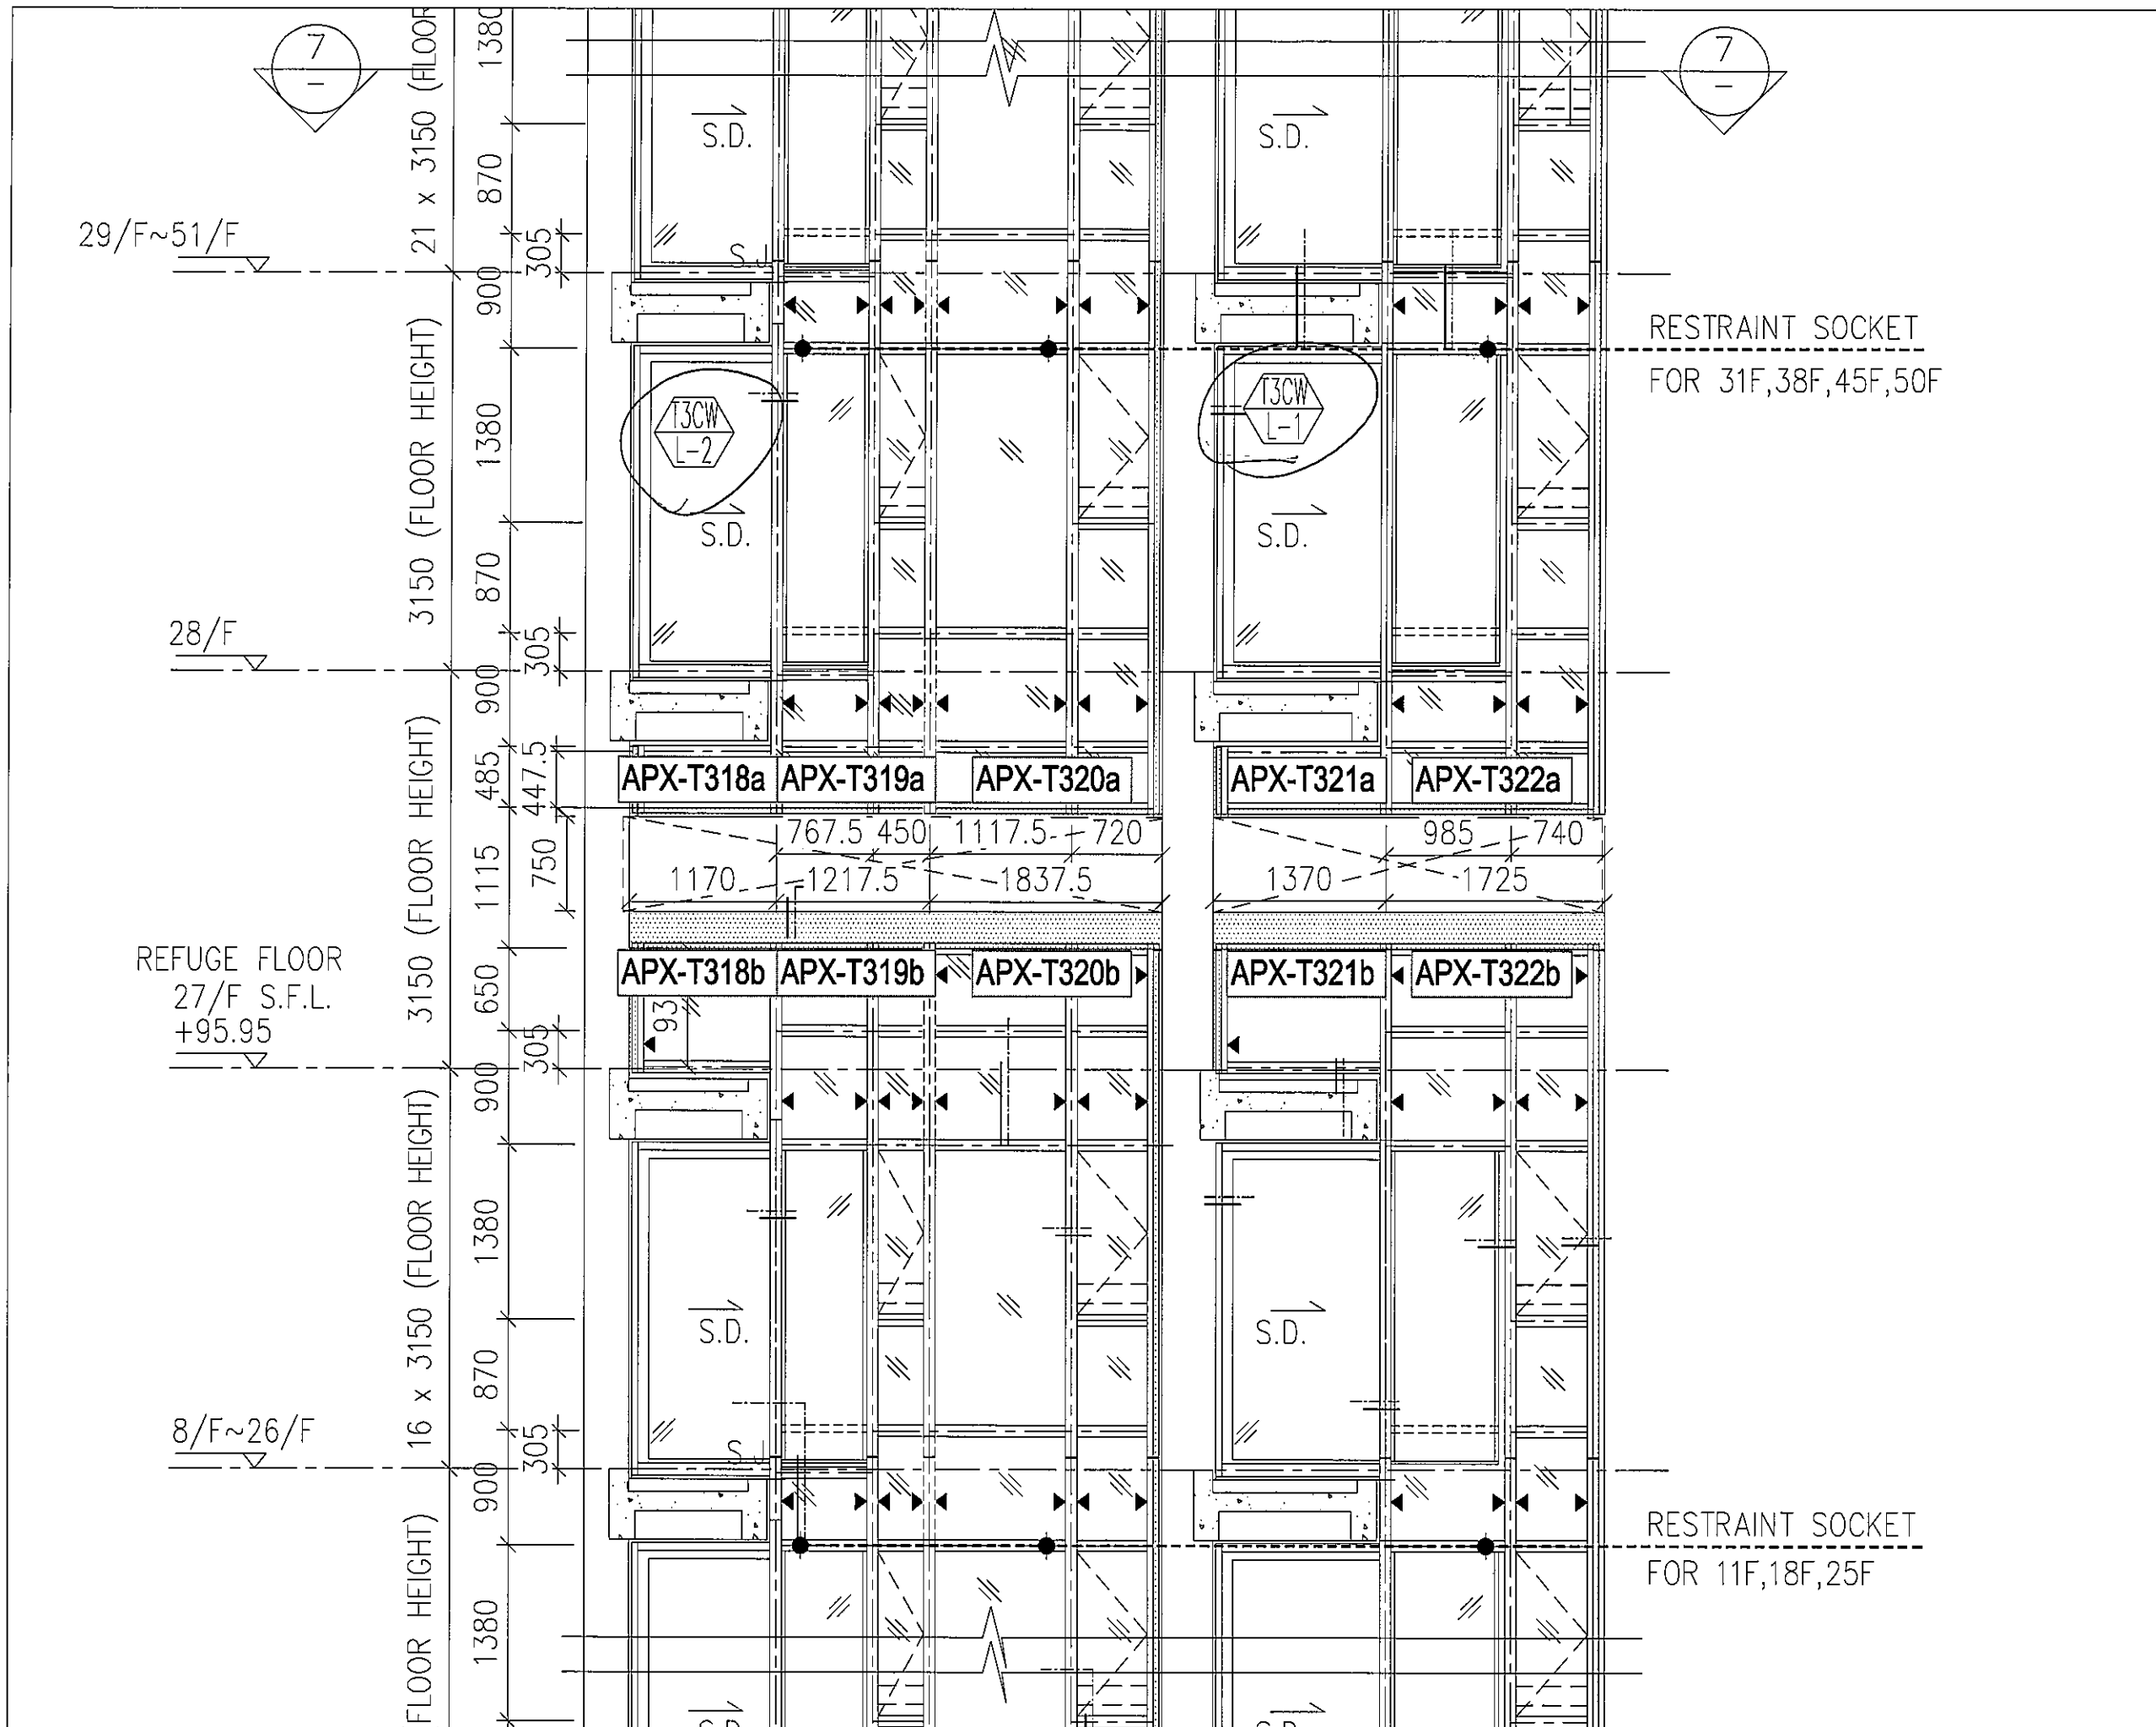 7
–
7
–
21 x 3150 (FLOOR
1380
S.D.
S.D.
870
29/F~51/F
305
S.J
900
RESTRAINT SOCKET
FOR 31F,38F,45F,50F
3150 (FLOOR HEIGHT)
T3CW
L-2
T3CW
L-1
1380
S.D.
S.D.
870
28/F
305
900
3150 (FLOOR HEIGHT)
485
447.5
APX-T318a
APX-T319a
APX-T320a
APX-T321a
APX-T322a
767.5
450
1117.5
720
985
740
1115
750
1170
1217.5
1837.5
1370
1725
REFUGE FLOOR
27/F S.F.L.
+95.95
650
APX-T318b
APX-T319b
APX-T320b
APX-T321b
APX-T322b
93
305
900
16 x 3150 (FLOOR HEIGHT)
1380
S.D.
S.D.
870
8/F~26/F
305
S.J
900
RESTRAINT SOCKET
FOR 11F,18F,25F
FLOOR HEIGHT)
1380